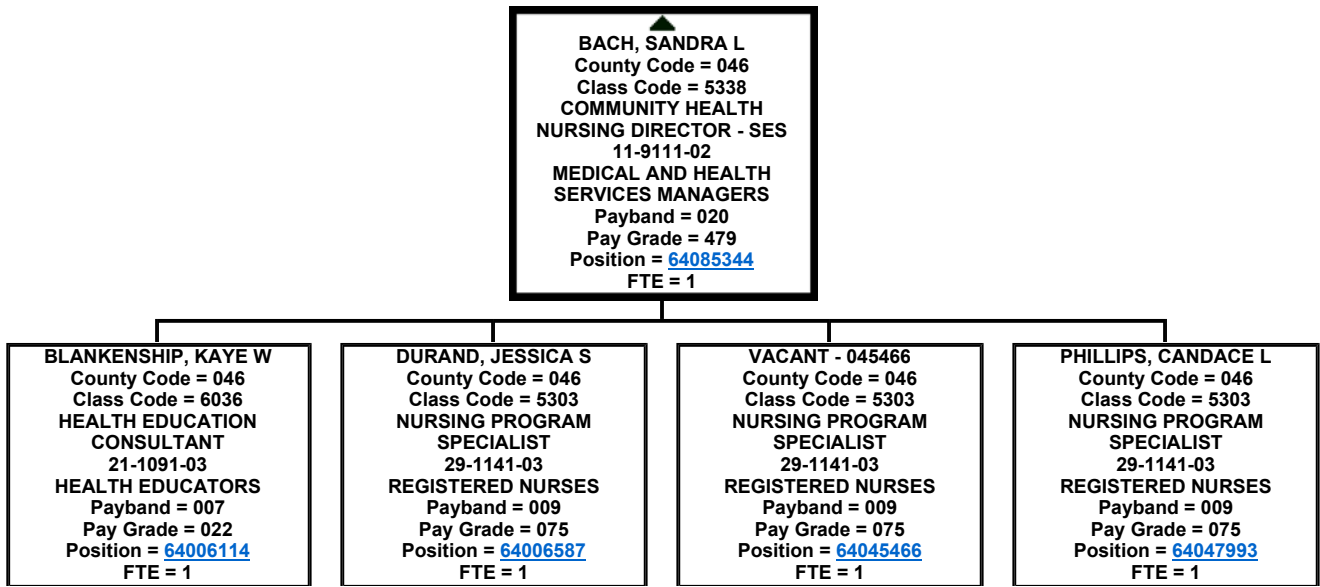 BACH, SANDRA L
County Code = 046
Class Code = 5338
COMMUNITY HEALTH
NURSING DIRECTOR - SES
11-9111-02
MEDICAL AND HEALTH
SERVICES MANAGERS
Payband = 020
Pay Grade = 479
Position = 64085344
FTE = 1
BLANKENSHIP, KAYE W
County Code = 046
Class Code = 6036
HEALTH EDUCATION
CONSULTANT
21-1091-03
HEALTH EDUCATORS
Payband = 007
Pay Grade = 022
Position = 64006114
FTE = 1
DURAND, JESSICA S
County Code = 046
Class Code = 5303
NURSING PROGRAM
SPECIALIST
29-1141-03
REGISTERED NURSES
Payband = 009
Pay Grade = 075
Position = 64006587
FTE = 1
VACANT - 045466
County Code = 046
Class Code = 5303
NURSING PROGRAM
SPECIALIST
29-1141-03
REGISTERED NURSES
Payband = 009
Pay Grade = 075
Position = 64045466
FTE = 1
PHILLIPS, CANDACE L
County Code = 046
Class Code = 5303
NURSING PROGRAM
SPECIALIST
29-1141-03
REGISTERED NURSES
Payband = 009
Pay Grade = 075
Position = 64047993
FTE = 1